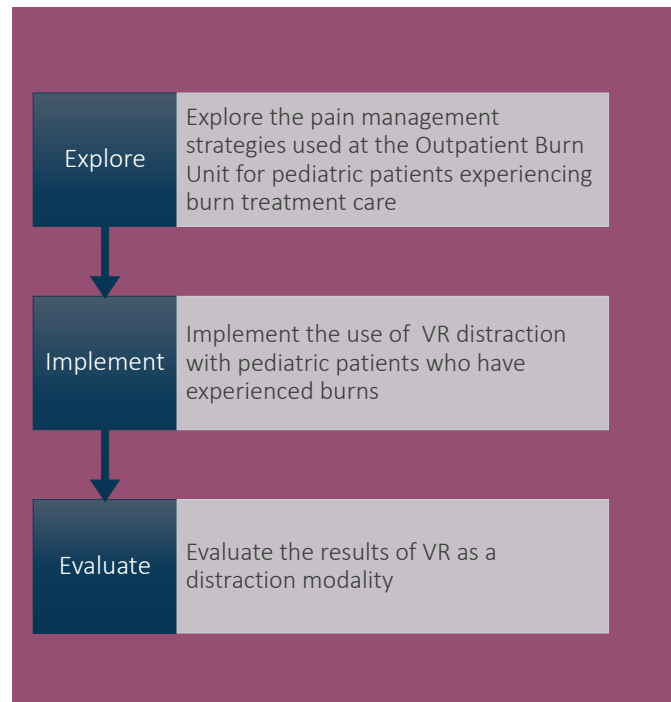 Explore
Explore the pain management
strategies used at the Outpatient Burn
Unit for pediatric patients experiencing
burn treatment care
Implement
Implement the use of  VR distraction
with pediatric patients who have
experienced burns
Evaluate
Evaluate the results of VR as a
distraction modality